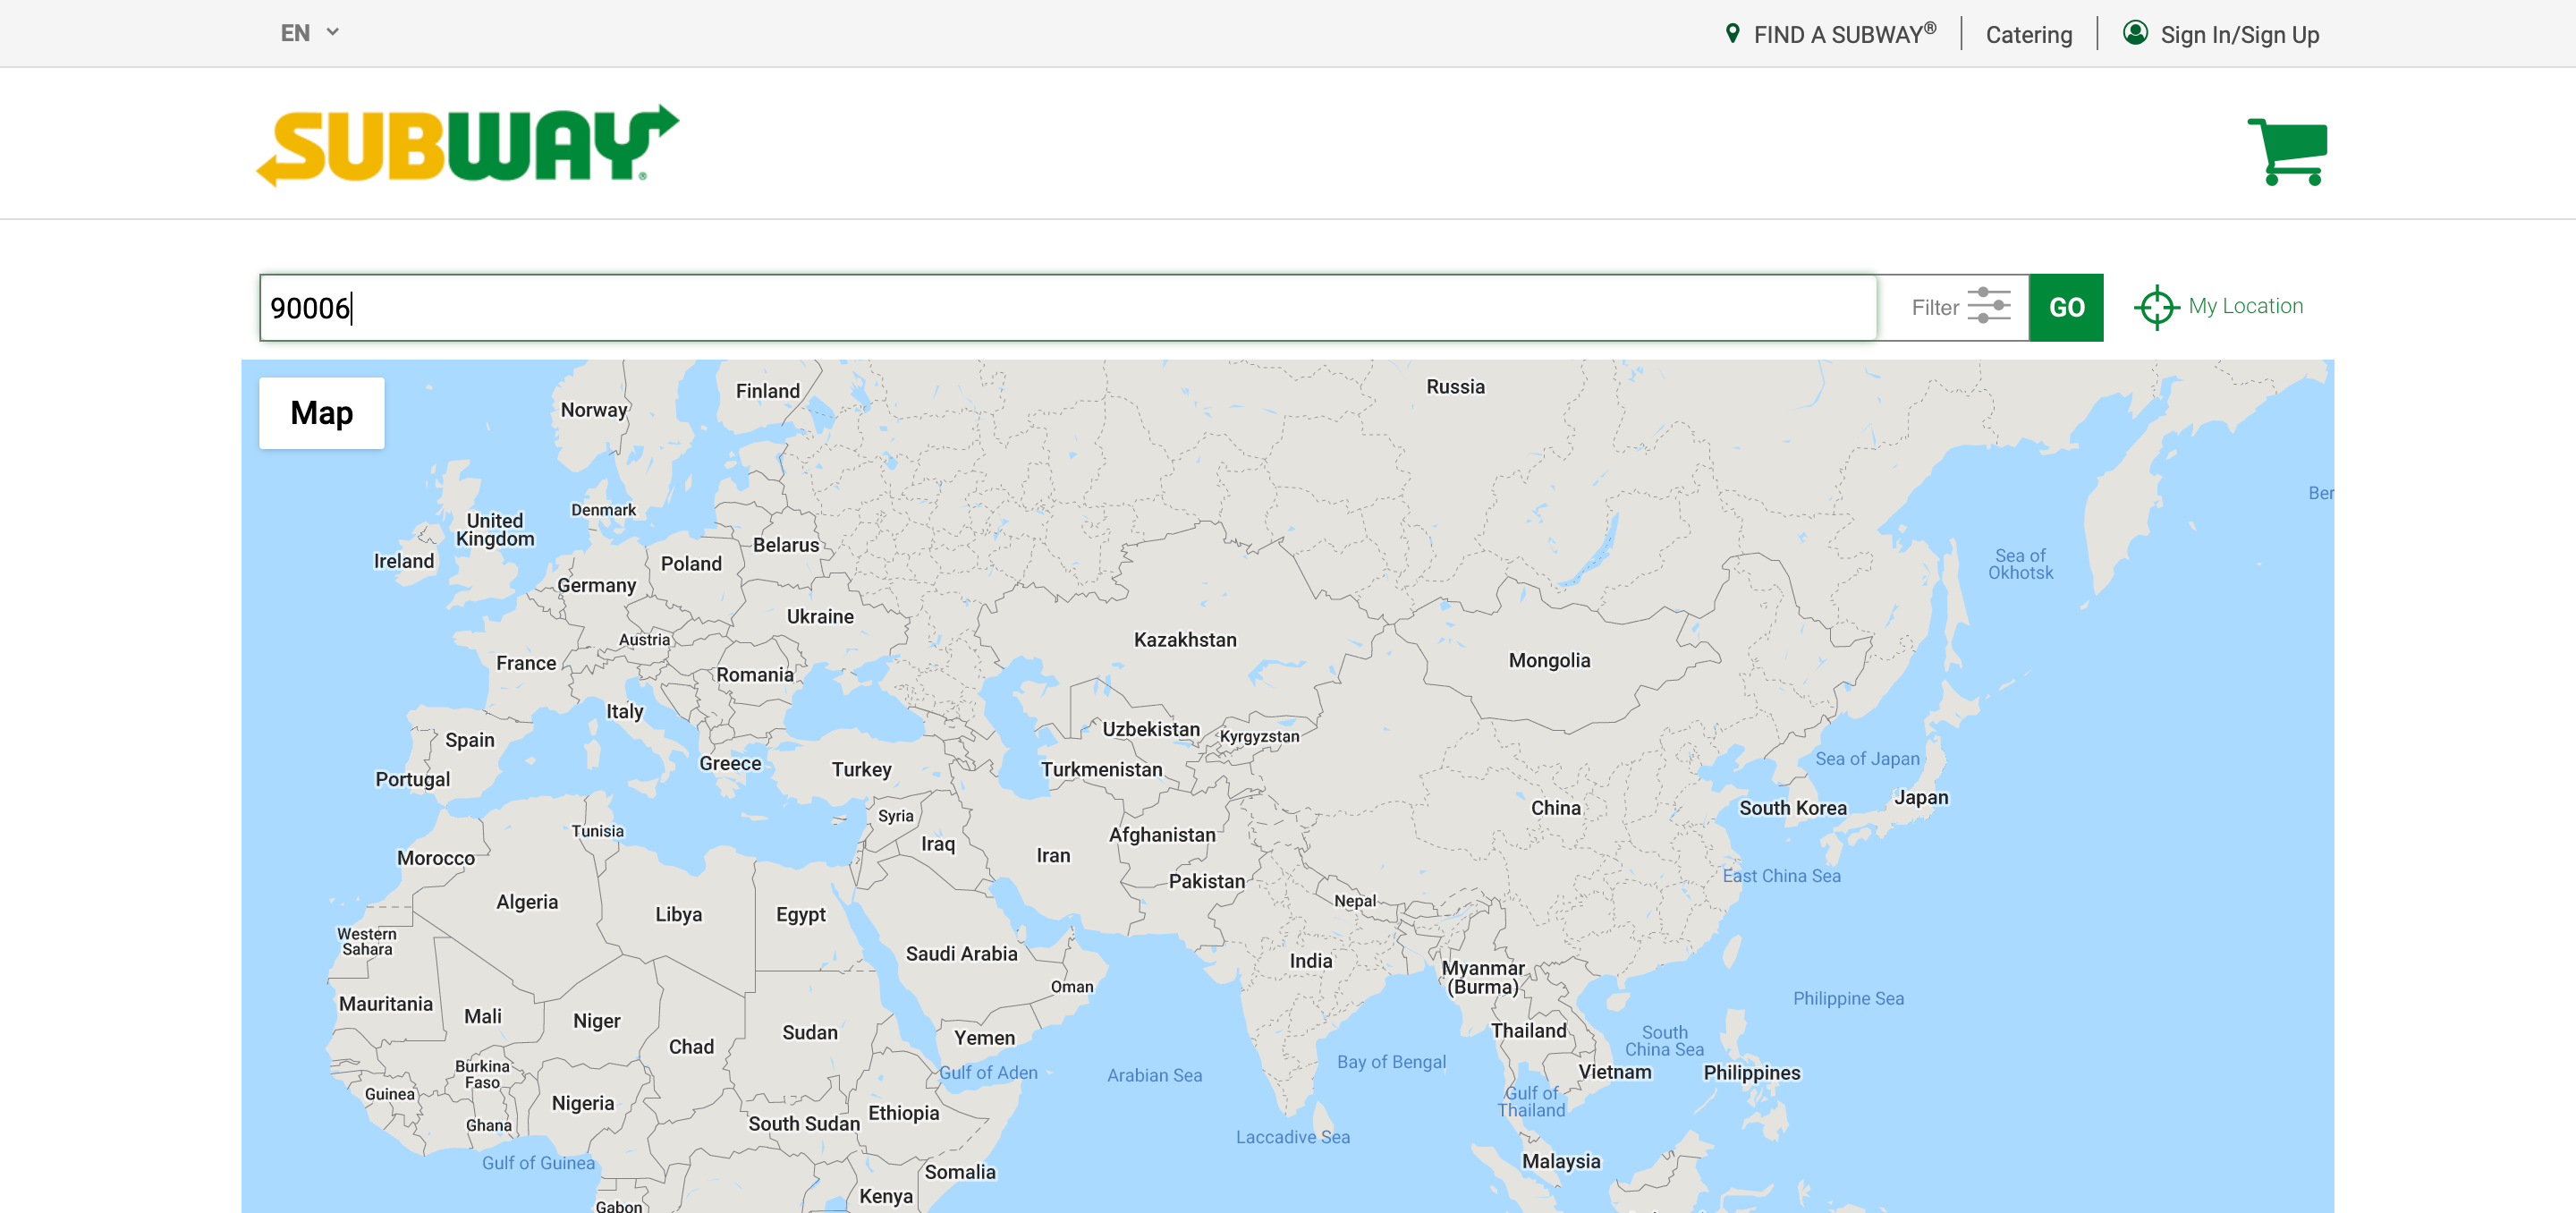 EN
FIND A SUBWAY®
Catering
Sign In/Sign Up
SUBWAY®
90006
Filter
GO
My Location
Map
Finland
Russia
Norway
Ber
Denmark
United
Kingdom
Belarus
Sea of
Okhotsk
Ireland
Poland
Germany
Ukraine
Austria
Kazakhstan
France
Mongolia
Romania
Italy
Uzbekistan
Kyrgyzstan
Spain
Greece
Turkey
Turkmenistan
Sea of Japan
Portugal
Japan
China
South Korea
Syria
Tunisia
Afghanistan
Iraq
Iran
Morocco
East China Sea
Pakistan
Algeria
Nepal
Libya
Egypt
Western
Sahara
Saudi Arabia
India
Myanmar
(Burma)
Oman
Philippine Sea
Mauritania
Mali
Niger
Sudan
Thailand
Yemen
South
China Sea
Chad
Bay of Bengal
Burkina
Faso
Gulf of Aden
Arabian Sea
Vietnam
Philippines
Guinea
Gulf of
Thailand
Nigeria
Ethiopia
Ghana
South Sudan
Laccadive Sea
Gulf of Guinea
Malaysia
Somalia
Kenya
Gabon